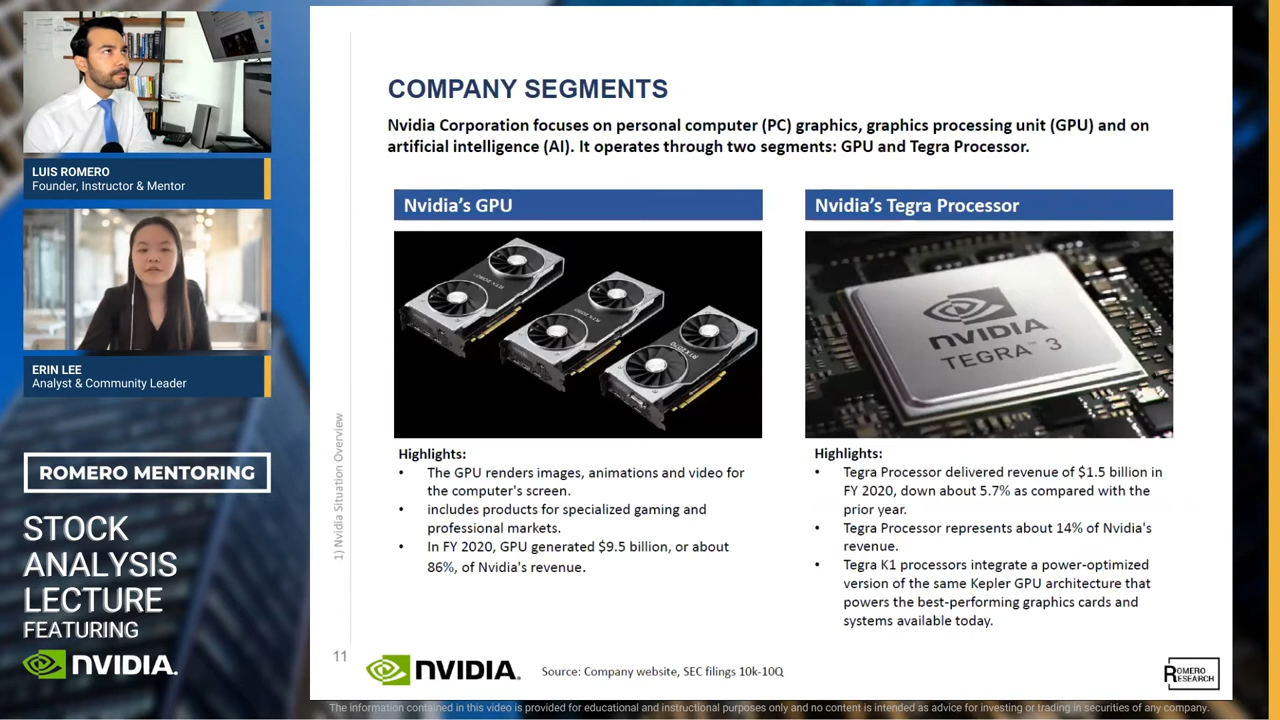 LUIS ROMERO
Founder, Instructor & Mentor
ERIN LEE
Analyst & Community Leader
ROMERO MENTORING
STOCK
ANALYSIS
LECTURE
FEATURING
NVIDIA.
COMPANY SEGMENTS
Nvidia Corporation focuses on personal computer (PC) graphics, graphics processing unit (GPU) and on
artificial intelligence (AI). It operates through two segments: GPU and Tegra Processor.
Nvidia's GPU
RTX 2080
RTX 2070
Highlights:
• The GPU renders images, animations and video for
the computer's screen.
• includes products for specialized gaming and
professional markets.
• In FY 2020, GPU generated $9.5 billion, or about
86%, of Nvidia's revenue.
Nvidia's Tegra Processor
NVIDIA
TEGRA™ 3
Highlights:
• Tegra Processor delivered revenue of $1.5 billion in
FY 2020, down about 5.7% as compared with the
prior year.
• Tegra Processor represents about 14% of Nvidia's
revenue.
• Tegra K1 processors integrate a power-optimized
version of the same Kepler GPU architecture that
powers the best-performing graphics cards and
systems available today.
1) Nvidia Situation Overview
11
NVIDIA.
Source: Company website, SEC filings 10k-10Q
ROMERO
RESEARCH
The information contained in this video is provided for educational and instructional purposes only and no content is intended as advice for investing or trading in securities of any company.